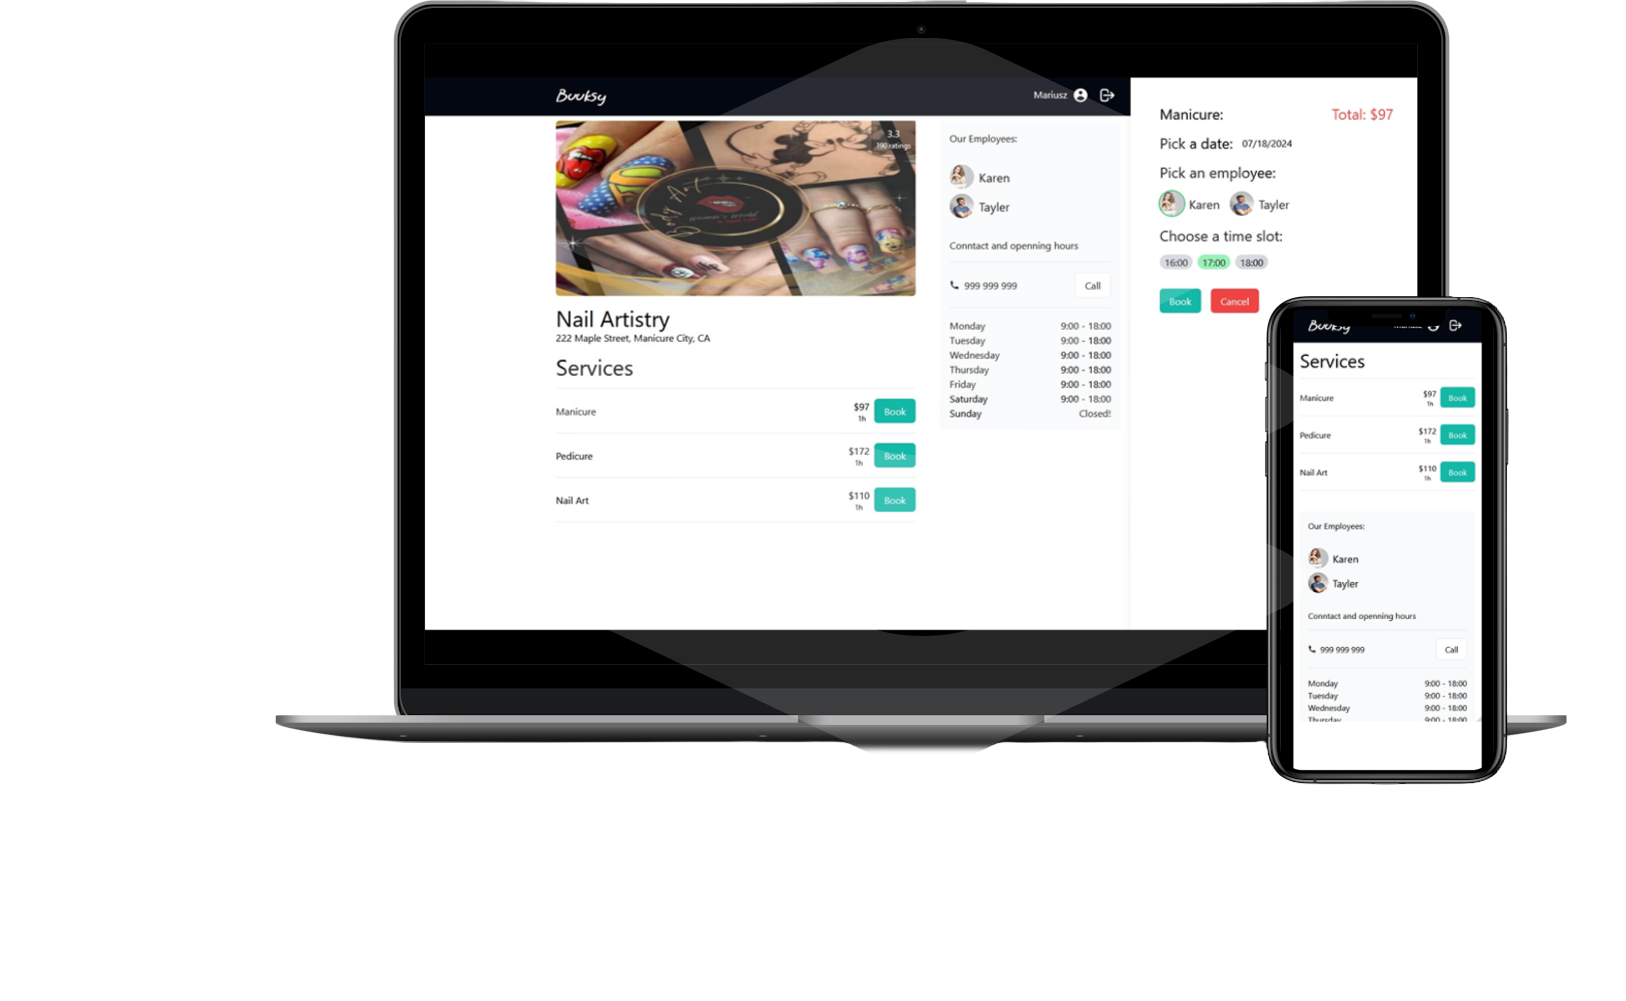 Buuksy
Mariusz
3.3
190 ratings
Body Art
Women's World
Nail Artistry
222 Maple Street, Manicure City, CA
Services
Manicure $97 1h Book
Pedicure $172 1h Book
Nail Art $110 1h Book
Our Employees:
Karen
Tayler
Conntact and openning hours
999 999 999 Call
Monday 9:00 - 18:00
Tuesday 9:00 - 18:00
Wednesday 9:00 - 18:00
Thursday 9:00 - 18:00
Friday 9:00 - 18:00
Saturday 9:00 - 18:00
Sunday Closed!
Manicure: Total: $97
Pick a date: 07/18/2024
Pick an employee:
Karen Tayler
Choose a time slot:
16:00 17:00 18:00
Book Cancel
Buuksy
Services
Manicure $97 1h Book
Pedicure $172 1h Book
Nail Art $110 1h Book
Our Employees:
Karen
Tayler
Conntact and openning hours
999 999 999 Call
Monday 9:00 - 18:00
Tuesday 9:00 - 18:00
Wednesday 9:00 - 18:00
Thursday 9:00 - 18:00